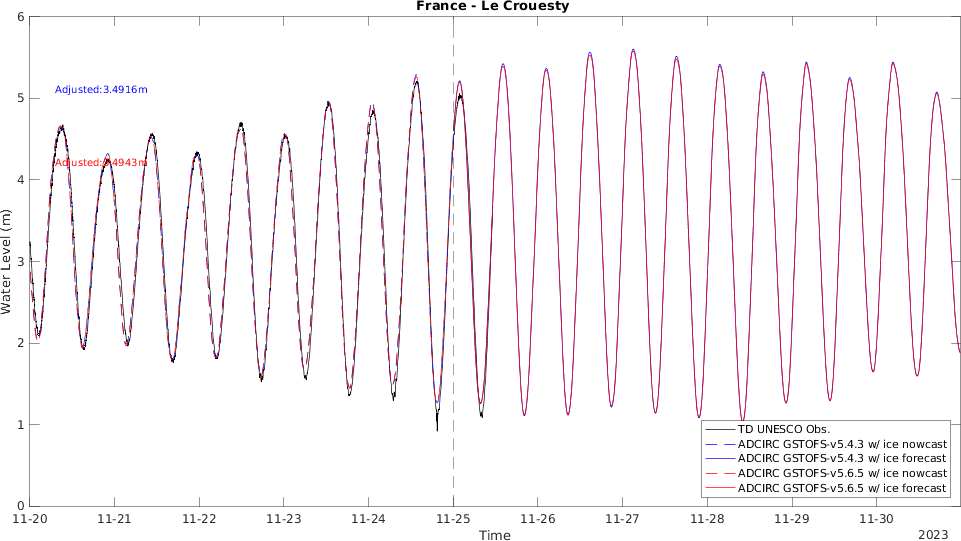 France - Le Crouesty
6
5
4
3
2
1
0
Water Level (m)
Adjusted:3.4916m
Adjusted:3.4943m
TD UNESCO Obs.
ADCIRC GSTOFS-v5.4.3 w/ ice nowcast
ADCIRC GSTOFS-v5.4.3 w/ ice forecast
ADCIRC GSTOFS-v5.6.5 w/ ice nowcast
ADCIRC GSTOFS-v5.6.5 w/ ice forecast
11-20 11-21 11-22 11-23 11-24 11-25 11-26 11-27 11-28 11-29 11-30
Time
2023